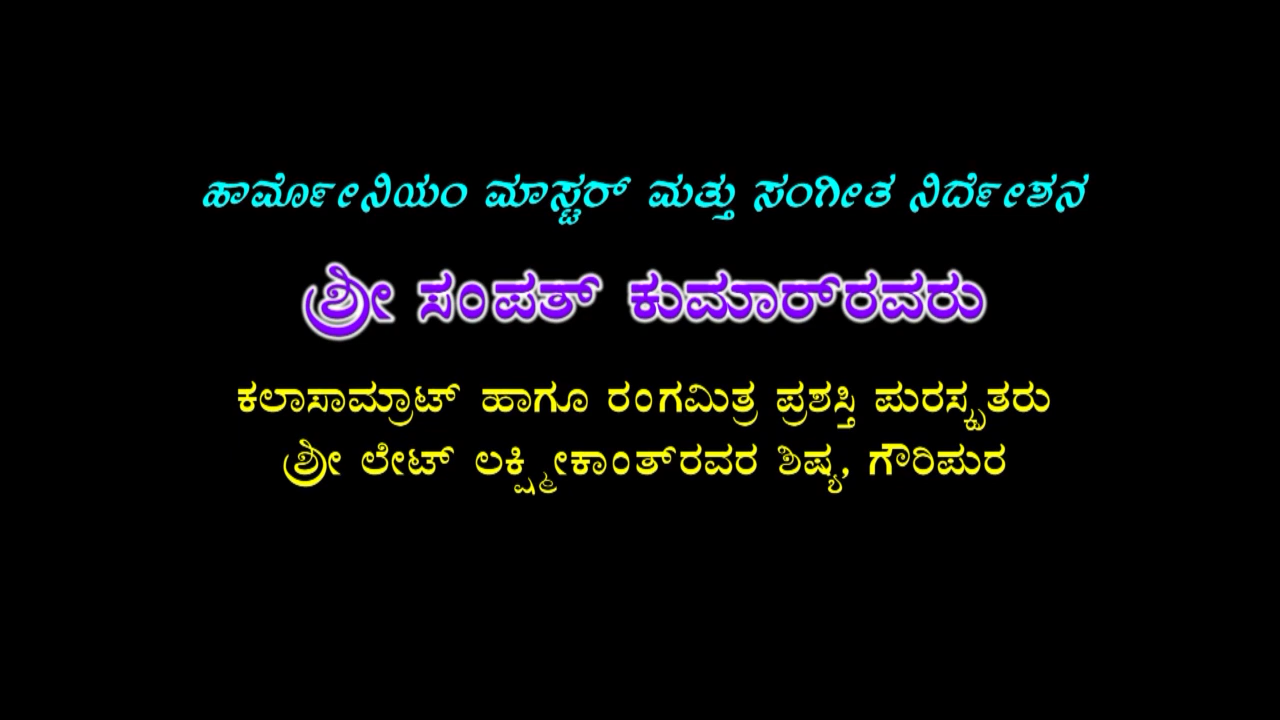 ಹಾರ್ಮೋನಿಯಂ ಮಾಸ್ಟರ್ ಮತ್ತು ಸಂಗೀತ ನಿರ್ದೇಶನ
ಶ್ರೀ ಸಂಪತ್ ಕುಮಾರ್‌ರವರು
ಕಲಾಸಾಮ್ರಾಟ್ ಹಾಗೂ ರಂಗಮಿತ್ರ ಪ್ರಶಸ್ತಿ ಪುರಸ್ಕೃತರು
ಶ್ರೀ ಲೇಟ್ ಲಕ್ಷ್ಮೀಕಾಂತ್‌ರವರ ಶಿಷ್ಯ, ಗೌರಿಪುರ